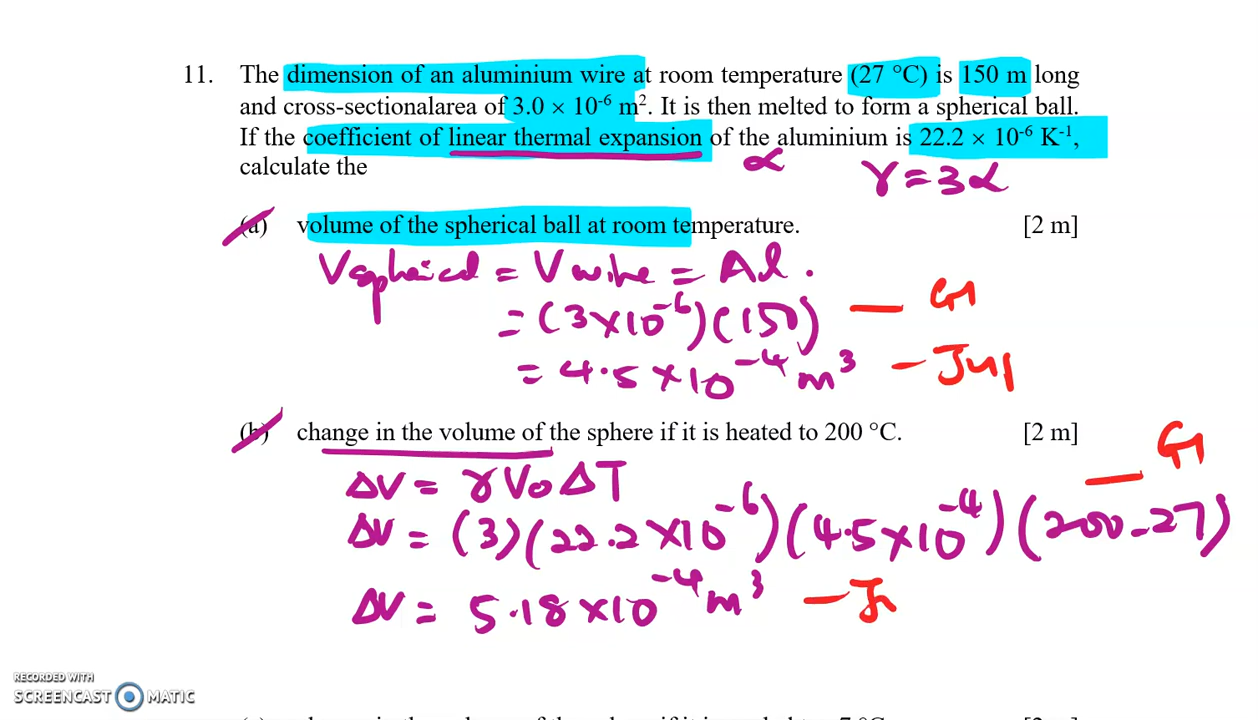 11. The dimension of an aluminium wire at room temperature (27 °C) is 150 m long
and cross-sectionalarea of 3.0 × 10⁻⁶ m². It is then melted to form a spherical ball.
If the coefficient of linear thermal expansion of the aluminium is 22.2 × 10⁻⁶ K⁻¹,
calculate the
α γ = 3α
(a) volume of the spherical ball at room temperature. [2 m]
Vspherical = Vwire = Al.
= (3×10⁻⁶)(150) — G1
= 4.5 × 10⁻⁴ m³ — JU1
(b) change in the volume of the sphere if it is heated to 200 °C. [2 m]
ΔV = γV₀ΔT — G1
ΔV = (3)(22.2×10⁻⁶)(4.5×10⁻⁴)(200-27)
ΔV = 5.18×10⁻⁴ m³ — J
RECORDED WITH
SCREENCAST MATIC